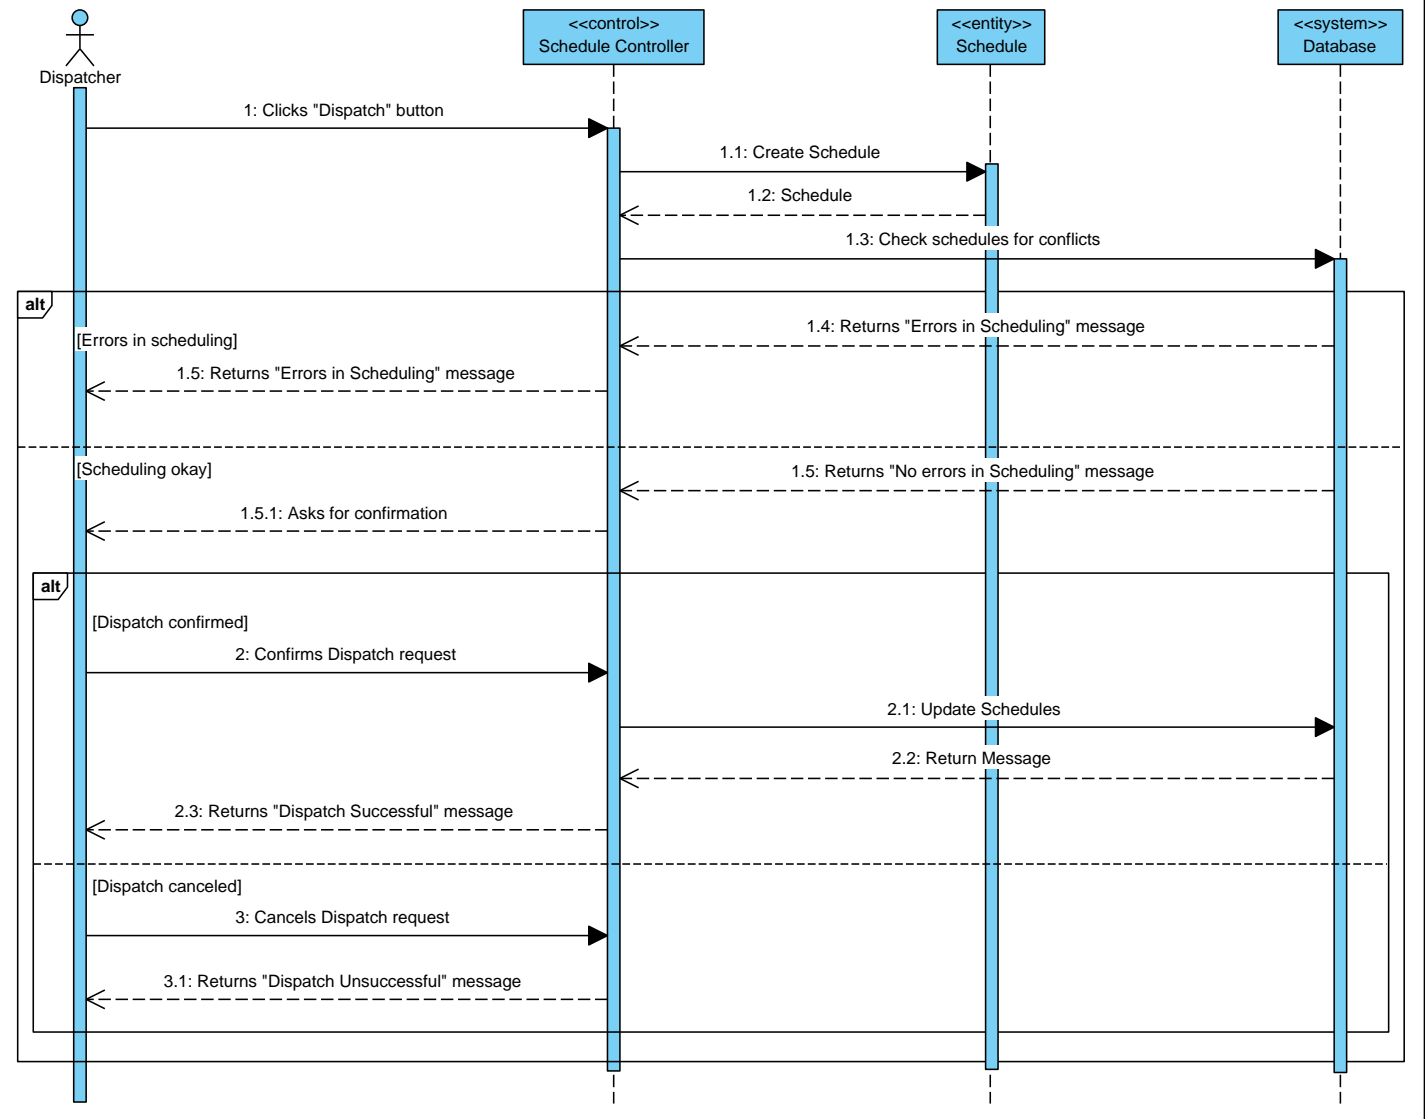 <<control>>
Schedule Controller
<<entity>>
Schedule
<<system>>
Database
Dispatcher
1: Clicks "Dispatch" button
1.1: Create Schedule
1.2: Schedule
1.3: Check schedules for conflicts
alt
1.4: Returns "Errors in Scheduling" message
[Errors in scheduling]
1.5: Returns "Errors in Scheduling" message
[Scheduling okay]
1.5: Returns "No errors in Scheduling" message
1.5.1: Asks for confirmation
alt
[Dispatch confirmed]
2: Confirms Dispatch request
2.1: Update Schedules
2.2: Return Message
2.3: Returns "Dispatch Successful" message
[Dispatch canceled]
3: Cancels Dispatch request
3.1: Returns "Dispatch Unsuccessful" message